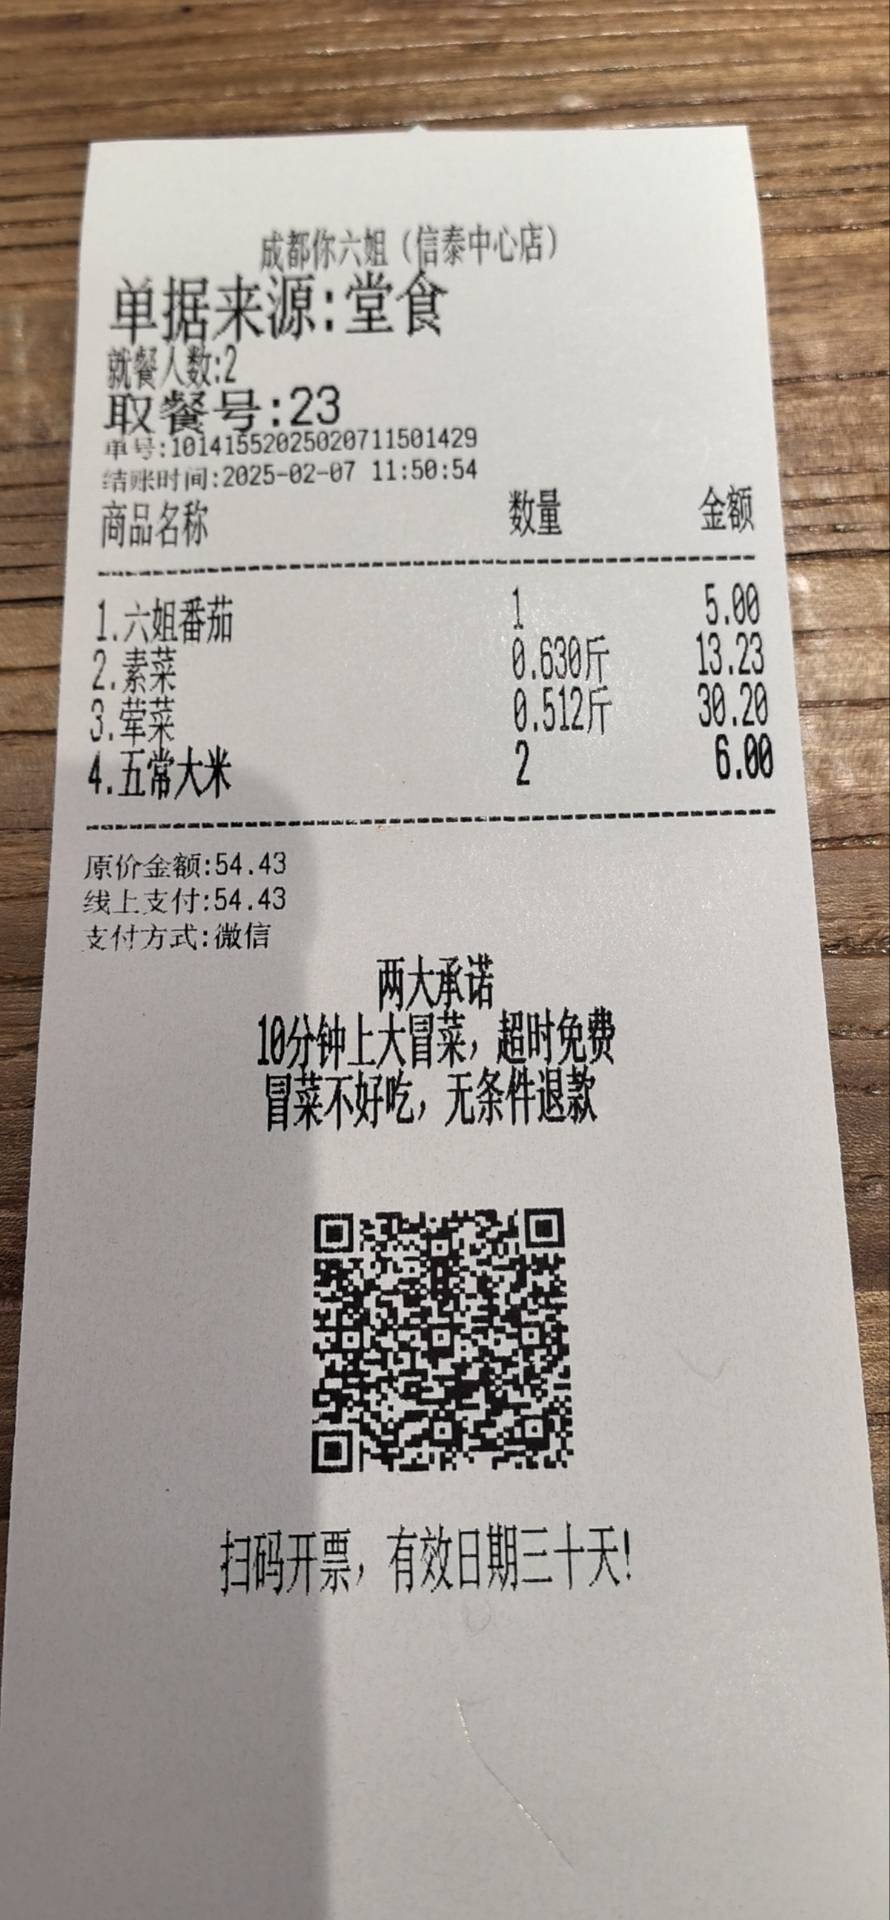 成都你六姐（信泰中心店）
单据来源:堂食
就餐人数:2
取餐号:23
单号:10141552025020711501429
结账时间:2025-02-07 11:50:54
商品名称 数量 金额
1.六姐番茄 1 5.00
2.素菜 0.630斤 13.23
3.荤菜 0.512斤 30.20
4.五常大米 2 6.00
原价金额:54.43
线上支付:54.43
支付方式:微信
两大承诺
10分钟上大冒菜，超时免费
冒菜不好吃，无条件退款
扫码开票，有效日期三十天!